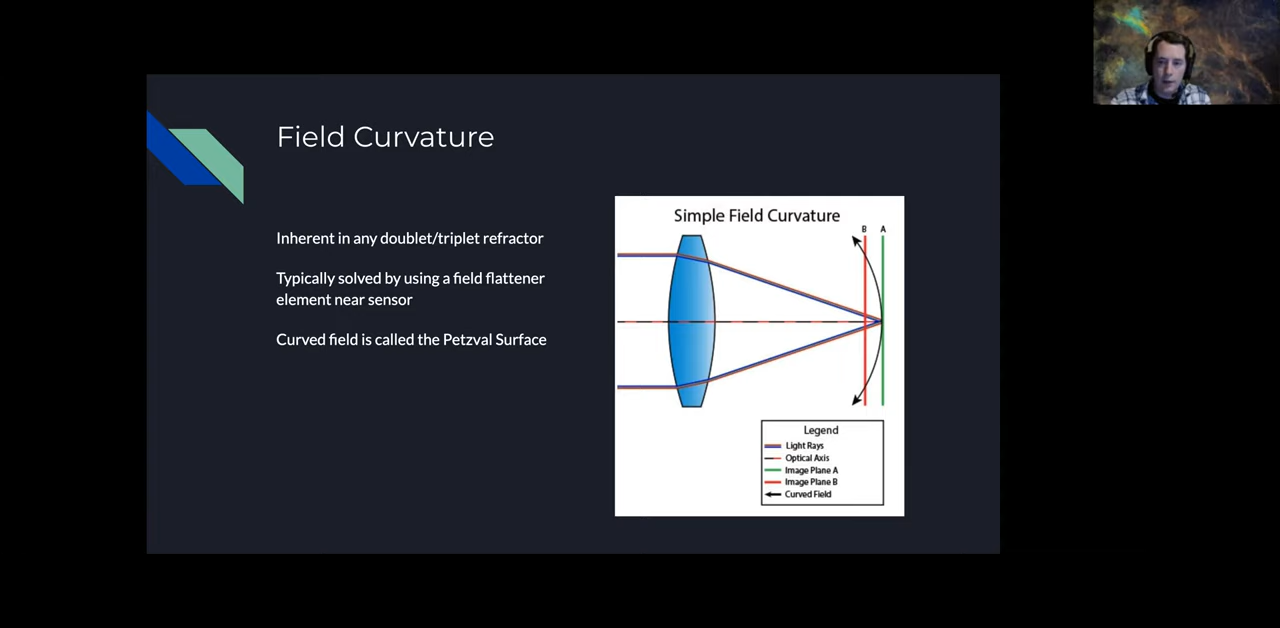 Field Curvature
Inherent in any doublet/triplet refractor
Typically solved by using a field flattener
element near sensor
Curved field is called the Petzval Surface
Simple Field Curvature
B A
Legend
Light Rays
Optical Axis
Image Plane A
Image Plane B
Curved Field